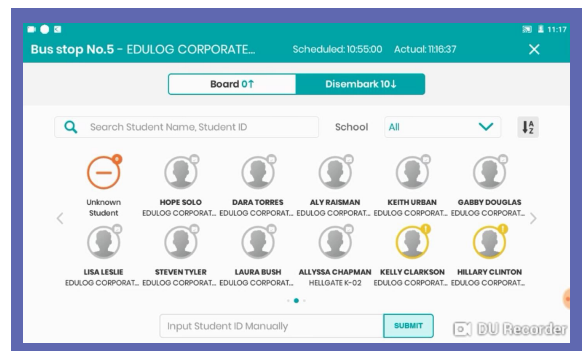 11:17
Bus stop No.5 - EDULOG CORPORATE... Scheduled: 10:55:00 Actual: 11:16:37
Board 0↑ Disembark 10↓
Search Student Name, Student ID School All
Unknown Student
HOPE SOLO EDULOG CORPORAT...
DARA TORRES EDULOG CORPORAT...
ALY RAISMAN EDULOG CORPORAT...
KEITH URBAN EDULOG CORPORAT...
GABBY DOUGLAS EDULOG CORPORAT...
LISA LESLIE EDULOG CORPORAT...
STEVEN TYLER EDULOG CORPORAT...
LAURA BUSH EDULOG CORPORAT...
ALLYSSA CHAPMAN HELLGATE K-02
KELLY CLARKSON EDULOG CORPORAT...
HILLARY CLINTON EDULOG CORPORAT...
Input Student ID Manually SUBMIT
DU Recorder